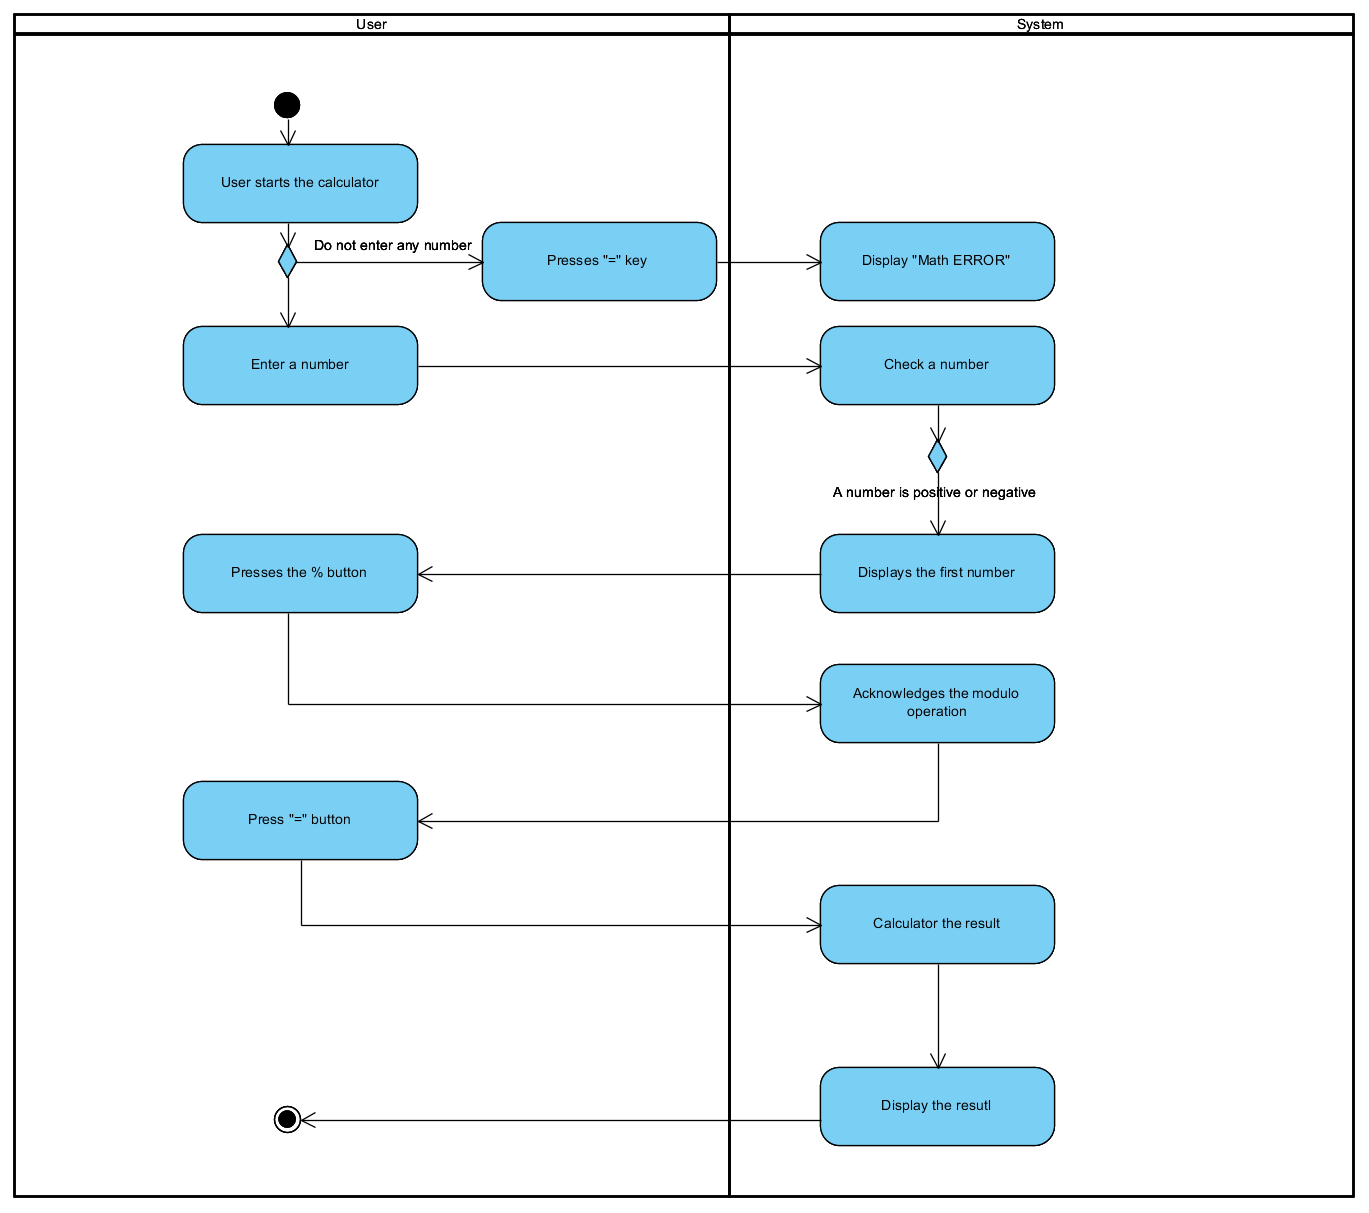 User
System
User starts the calculator
Do not enter any number
Presses "=" key
Display "Math ERROR"
Enter a number
Check a number
A number is positive or negative
Presses the % button
Displays the first number
Acknowledges the modulo
operation
Press "=" button
Calculator the result
Display the resutl